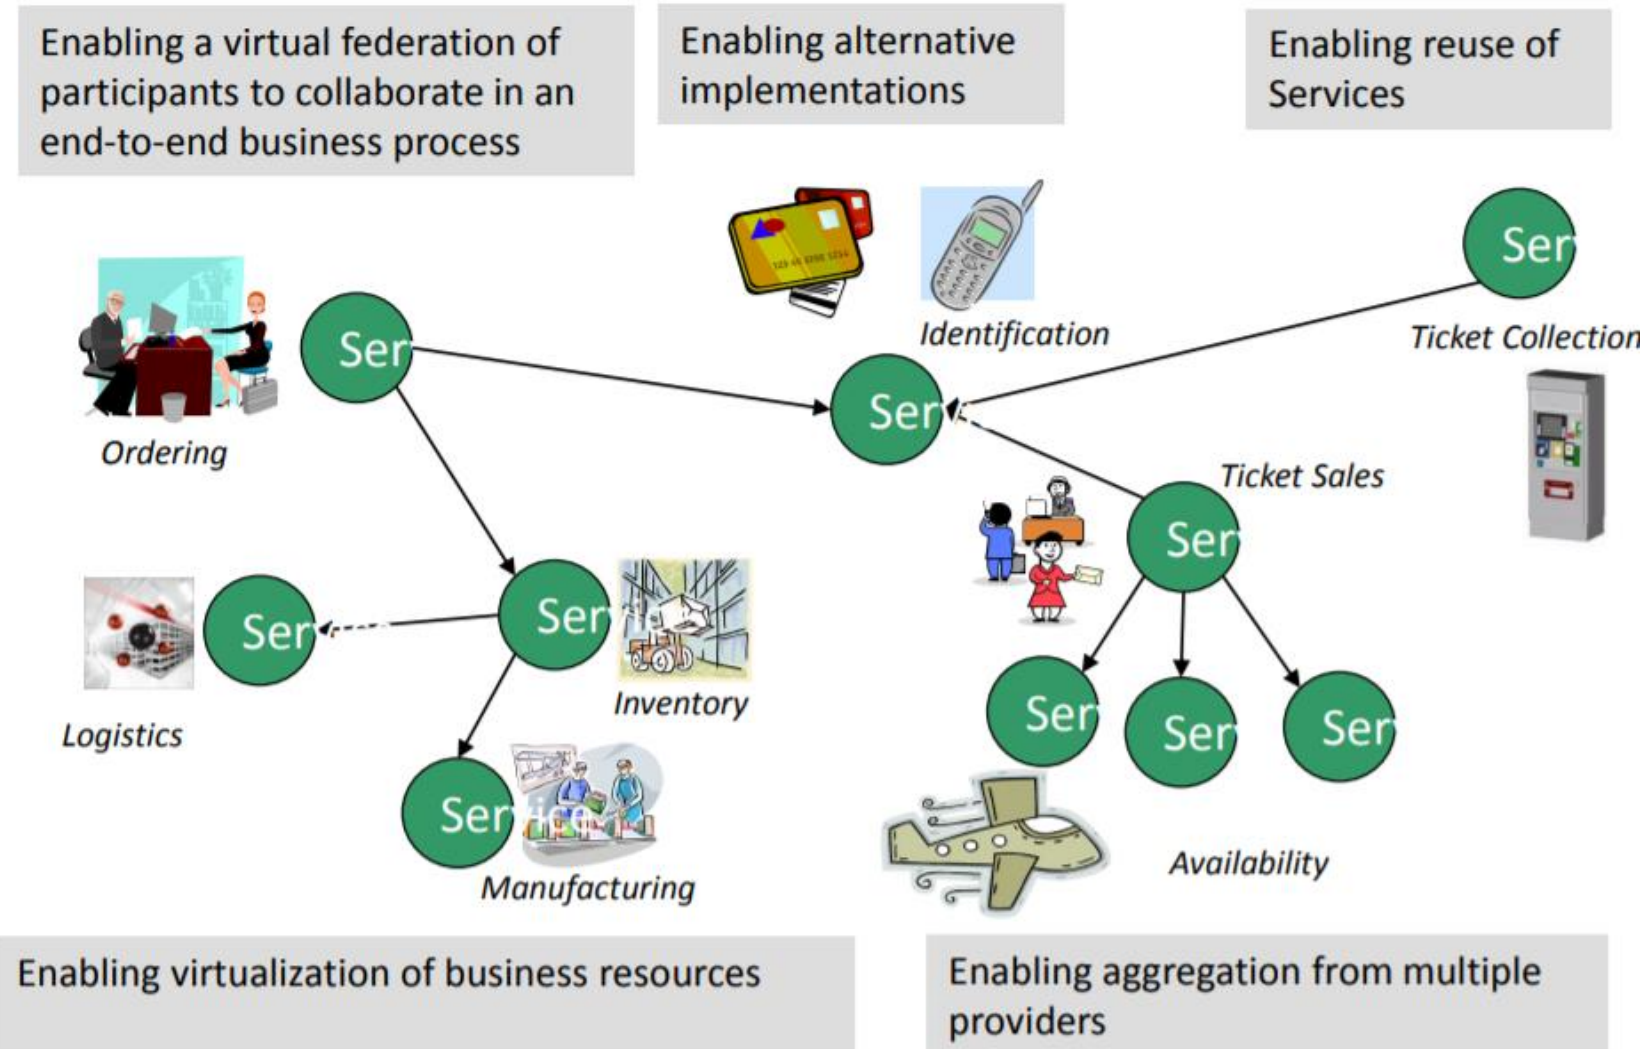 Enabling a virtual federation of
participants to collaborate in an
end-to-end business process
Enabling alternative
implementations
Enabling reuse of
Services
Ser
Ticket Collection
Identification
Ser
Ordering
Ser
Ticket Sales
Ser
Ser
Logistics
Service
Inventory
Service
Manufacturing
Ser
Ser
Ser
Availability
Enabling virtualization of business resources
Enabling aggregation from multiple
providers